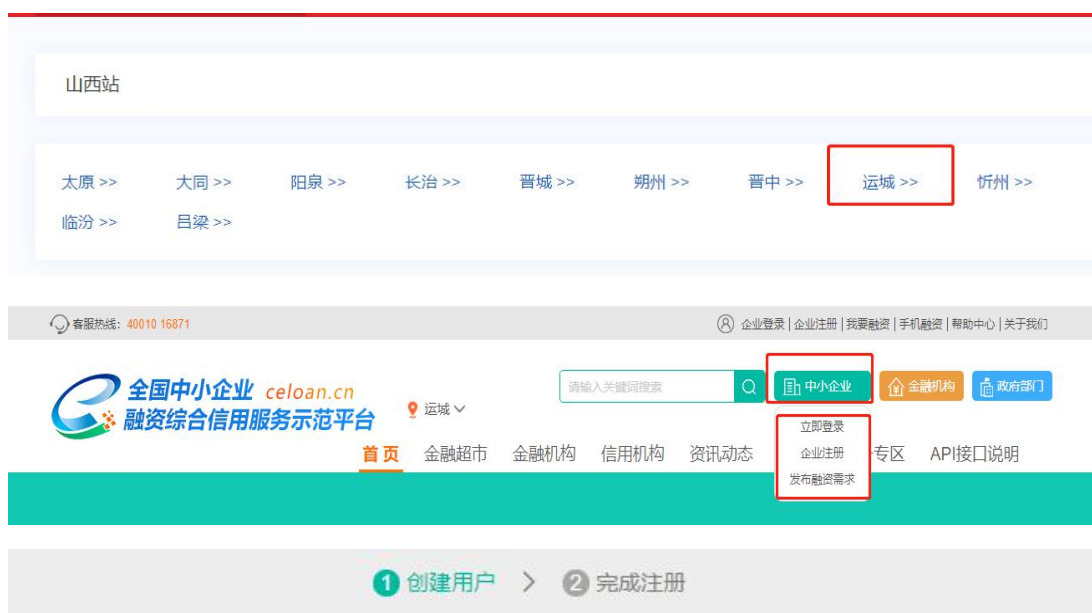 山西站
太原 >> 大同 >> 阳泉 >> 长治 >> 晋城 >> 朔州 >> 晋中 >> 运城 >> 忻州 >>
临汾 >> 吕梁 >>
客服热线：40010 16871 企业登录 | 企业注册 | 我要融资 | 手机融资 | 帮助中心 | 关于我们
全国中小企业 celoan.cn
融资综合信用服务示范平台
运城
请输入关键词搜索 中小企业 金融机构 政府部门
立即登录
企业注册
发布融资需求
首页 金融超市 金融机构 信用机构 资讯动态 专区 API接口说明
1 创建用户 > 2 完成注册